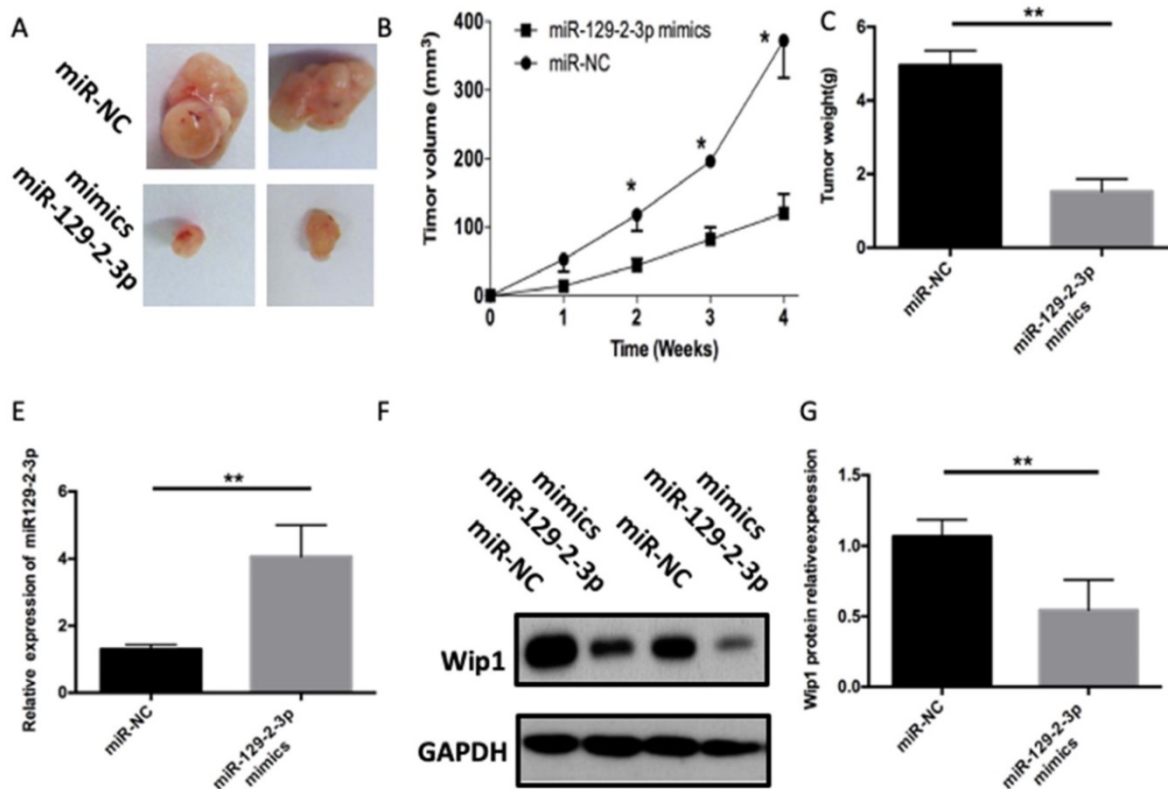 A
miR-NC
mimics
miR-129-2-3p
B
Timor volume (mm³)
400
300
200
100
0
miR-129-2-3p mimics
miR-NC
*
*
*
0
1
2
3
4
Time (Weeks)
C
Tumor weight(g)
**
6
4
2
0
miR-NC
miR-129-2-3p
mimics
E
Relative expression of miR129-2-3p
**
6
4
2
0
miR-NC
miR-129-2-3p
mimics
F
miR-NC
mimics
miR-129-2-3p
miR-NC
mimics
miR-129-2-3p
Wip1
GAPDH
G
Wip1 protein relativeexpeession
**
1.5
1.0
0.5
0.0
miR-NC
miR-129-2-3p
mimics